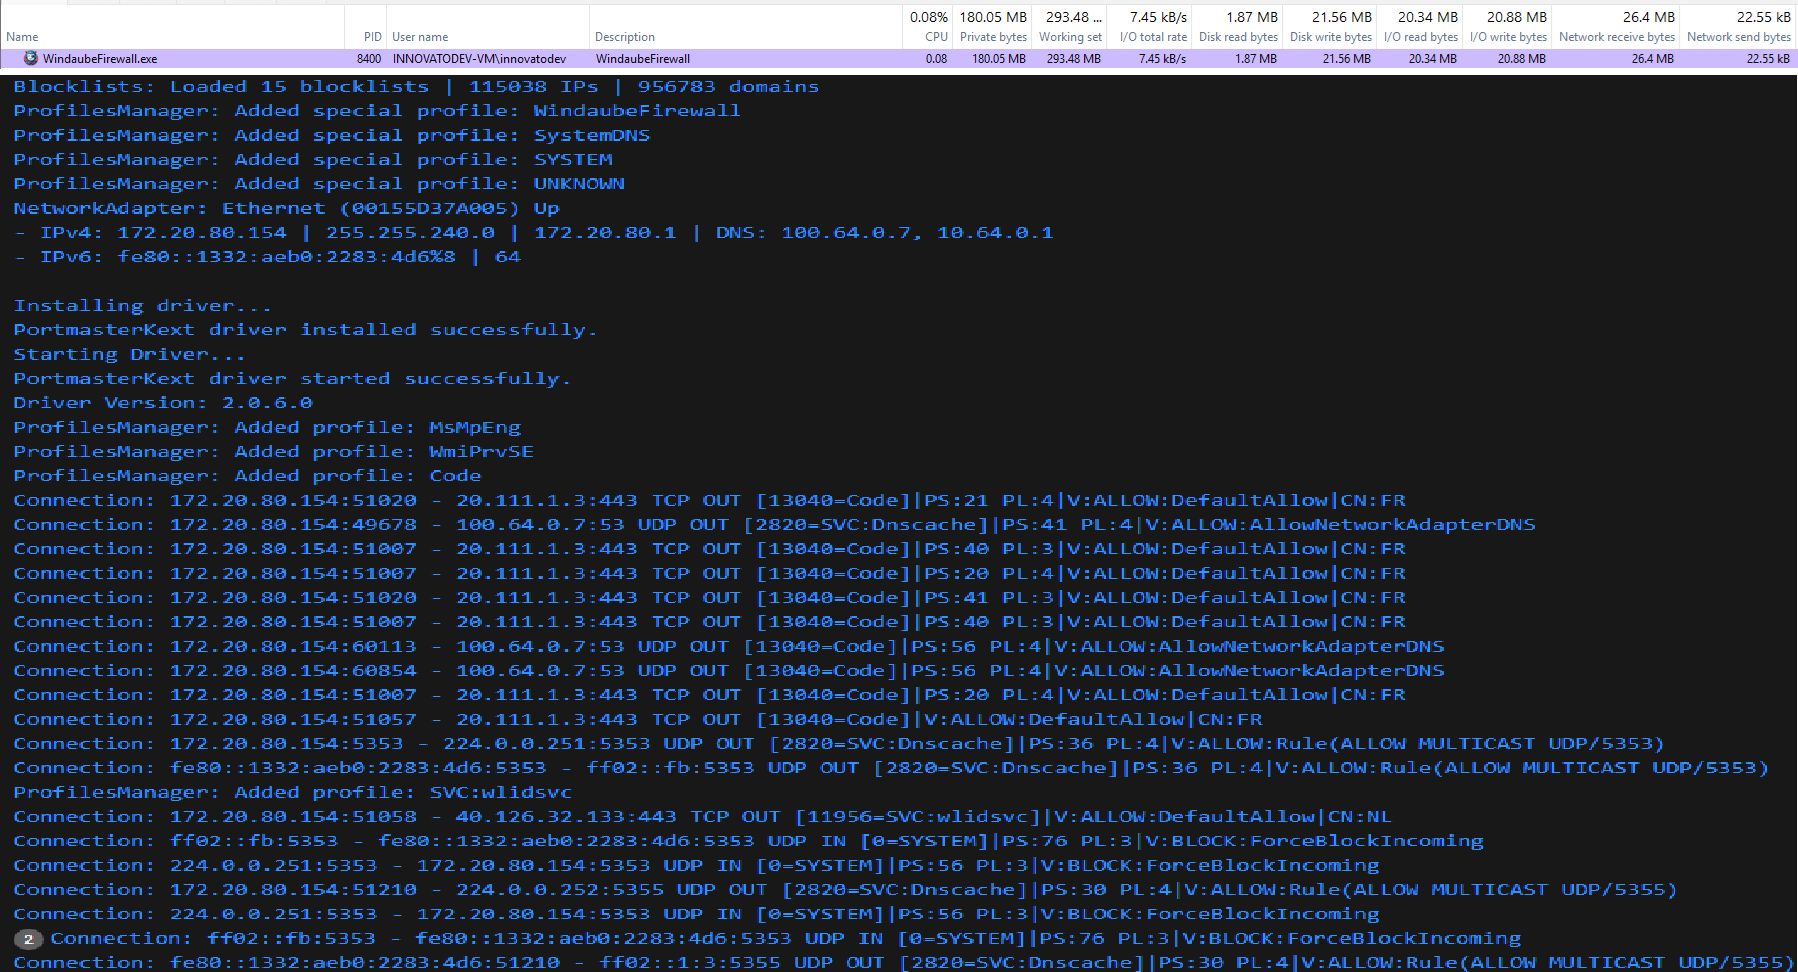 0.08% 180.05 MB 293.48 ... 7.45 kB/s 1.87 MB 21.56 MB 20.34 MB 20.88 MB 26.4 MB 22.55 kB
Name PID User name Description CPU Private bytes Working set I/O total rate Disk read bytes Disk write bytes I/O read bytes I/O write bytes Network receive bytes Network send bytes
WindaubeFirewall.exe 8400 INNOVATODEV-VM\innovatodev WindaubeFirewall 0.08 180.05 MB 293.48 MB 7.45 kB/s 1.87 MB 21.56 MB 20.34 MB 20.88 MB 26.4 MB 22.55 kB
Blocklists: Loaded 15 blocklists | 115038 IPs | 956783 domains
ProfilesManager: Added special profile: WindaubeFirewall
ProfilesManager: Added special profile: SystemDNS
ProfilesManager: Added special profile: SYSTEM
ProfilesManager: Added special profile: UNKNOWN
NetworkAdapter: Ethernet (00155D37A005) Up
- IPv4: 172.20.80.154 | 255.255.240.0 | 172.20.80.1 | DNS: 100.64.0.7, 10.64.0.1
- IPv6: fe80::1332:aeb0:2283:4d6%8 | 64
Installing driver...
PortmasterKext driver installed successfully.
Starting Driver...
PortmasterKext driver started successfully.
Driver Version: 2.0.6.0
ProfilesManager: Added profile: MsMpEng
ProfilesManager: Added profile: WmiPrvSE
ProfilesManager: Added profile: Code
Connection: 172.20.80.154:51020 - 20.111.1.3:443 TCP OUT [13040=Code]|PS:21 PL:4|V:ALLOW:DefaultAllow|CN:FR
Connection: 172.20.80.154:49678 - 100.64.0.7:53 UDP OUT [2820=SVC:Dnscache]|PS:41 PL:4|V:ALLOW:AllowNetworkAdapterDNS
Connection: 172.20.80.154:51007 - 20.111.1.3:443 TCP OUT [13040=Code]|PS:40 PL:3|V:ALLOW:DefaultAllow|CN:FR
Connection: 172.20.80.154:51007 - 20.111.1.3:443 TCP OUT [13040=Code]|PS:20 PL:4|V:ALLOW:DefaultAllow|CN:FR
Connection: 172.20.80.154:51020 - 20.111.1.3:443 TCP OUT [13040=Code]|PS:41 PL:3|V:ALLOW:DefaultAllow|CN:FR
Connection: 172.20.80.154:51007 - 20.111.1.3:443 TCP OUT [13040=Code]|PS:40 PL:3|V:ALLOW:DefaultAllow|CN:FR
Connection: 172.20.80.154:60113 - 100.64.0.7:53 UDP OUT [13040=Code]|PS:56 PL:4|V:ALLOW:AllowNetworkAdapterDNS
Connection: 172.20.80.154:60854 - 100.64.0.7:53 UDP OUT [13040=Code]|PS:56 PL:4|V:ALLOW:AllowNetworkAdapterDNS
Connection: 172.20.80.154:51007 - 20.111.1.3:443 TCP OUT [13040=Code]|PS:20 PL:4|V:ALLOW:DefaultAllow|CN:FR
Connection: 172.20.80.154:51057 - 20.111.1.3:443 TCP OUT [13040=Code]|V:ALLOW:DefaultAllow|CN:FR
Connection: 172.20.80.154:5353 - 224.0.0.251:5353 UDP OUT [2820=SVC:Dnscache]|PS:36 PL:4|V:ALLOW:Rule(ALLOW MULTICAST UDP/5353)
Connection: fe80::1332:aeb0:2283:4d6:5353 - ff02::fb:5353 UDP OUT [2820=SVC:Dnscache]|PS:36 PL:4|V:ALLOW:Rule(ALLOW MULTICAST UDP/5353)
ProfilesManager: Added profile: SVC:wlidsvc
Connection: 172.20.80.154:51058 - 40.126.32.133:443 TCP OUT [11956=SVC:wlidsvc]|V:ALLOW:DefaultAllow|CN:NL
Connection: ff02::fb:5353 - fe80::1332:aeb0:2283:4d6:5353 UDP IN [0=SYSTEM]|PS:76 PL:3|V:BLOCK:ForceBlockIncoming
Connection: 224.0.0.251:5353 - 172.20.80.154:5353 UDP IN [0=SYSTEM]|PS:56 PL:3|V:BLOCK:ForceBlockIncoming
Connection: 172.20.80.154:51210 - 224.0.0.252:5355 UDP OUT [2820=SVC:Dnscache]|PS:30 PL:4|V:ALLOW:Rule(ALLOW MULTICAST UDP/5355)
Connection: 224.0.0.251:5353 - 172.20.80.154:5353 UDP IN [0=SYSTEM]|PS:56 PL:3|V:BLOCK:ForceBlockIncoming
2 Connection: ff02::fb:5353 - fe80::1332:aeb0:2283:4d6:5353 UDP IN [0=SYSTEM]|PS:76 PL:3|V:BLOCK:ForceBlockIncoming
Connection: fe80::1332:aeb0:2283:4d6:51210 - ff02::1:3:5355 UDP OUT [2820=SVC:Dnscache]|PS:30 PL:4|V:ALLOW:Rule(ALLOW MULTICAST UDP/5355)